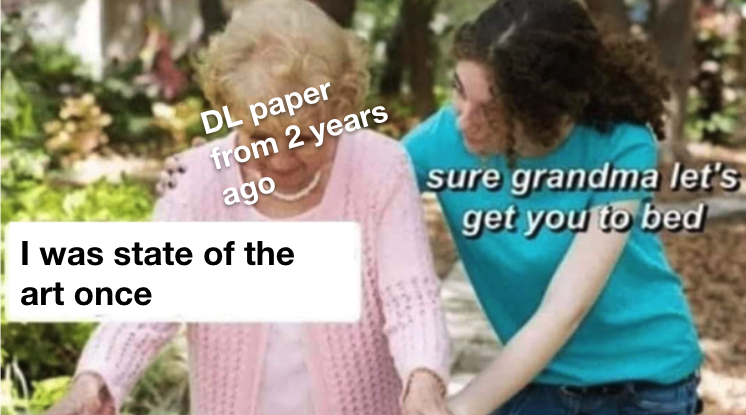 DL paper
from 2 years
ago
sure grandma let's
get you to bed
I was state of the
art once